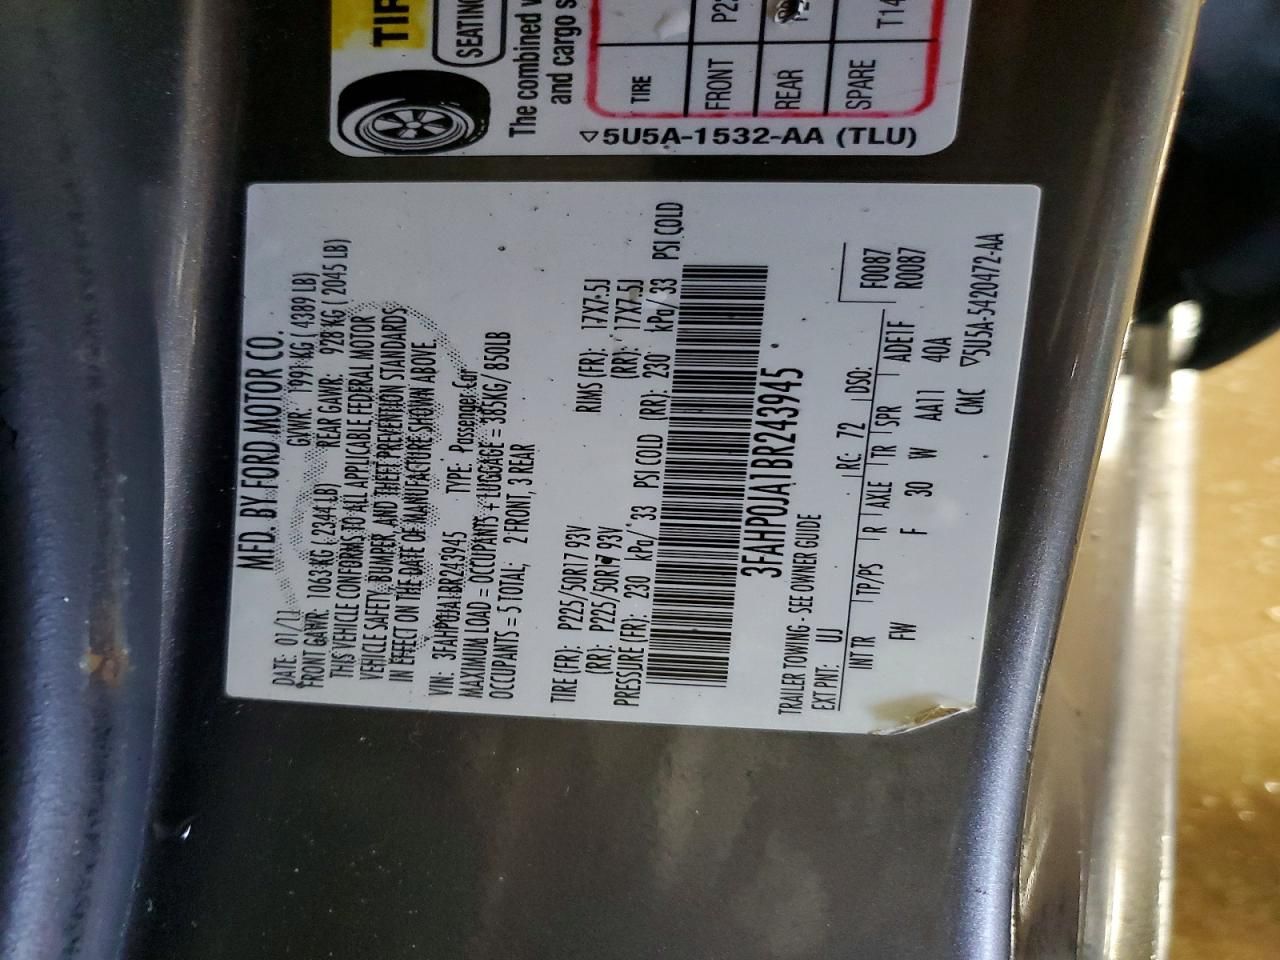 TIR
SEATING
The combined w
and cargo s
TIRE
FRONT P22
REAR
SPARE T14
▽5U5A-1532-AA (TLU)
MFD. BY FORD MOTOR CO.
DATE: 01/11 GVWR: 1991 KG ( 4389 LB)
FRONT GAWR: 1063 KG ( 2344LB) REAR GAWR: 928 KG ( 2045 LB)
THIS VEHICLE CONFORMS TO ALL APPLICABLE FEDERAL MOTOR
VEHICLE SAFETY, BUMPER, AND THEFT PREVENTION STANDARDS
IN EFFECT ON THE DATE OF MANUFACTURE SHOWN ABOVE.
VIN: 3FAHP0JA1BR243945 TYPE: Passenger Car
MAXIMUM LOAD = OCCUPANTS + LUGGAGE = 385KG/ 850LB
OCCUPANTS = 5 TOTAL; 2 FRONT, 3 REAR
TIRE (FR): P225/50R17 93V RIMS (FR): 17X7.5J
(RR): P225/50R17 93V (RR): 17X7.5J
PRESSURE (FR): 230 kPa/ 33 PSI COLD (RR): 230 kPa/ 33 PSI COLD
3FAHP0JA1BR243945
TRAILER TOWING - SEE OWNER GUIDE
EXT PNT: UJ RC: 72 DSO: F0087
INT TR TP/PS R AXLE TR SPR ADE1F R0087
FW F 30 W AA11 40A
CMC ▽5U5A-5420472-AA